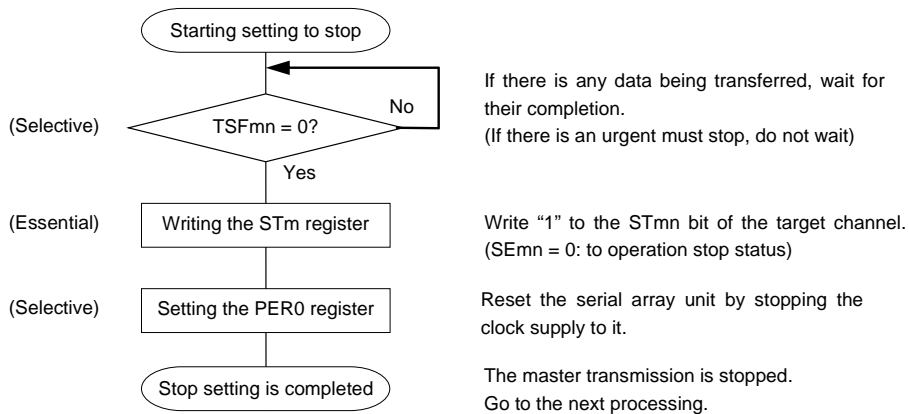 Starting setting to stop
No
If there is any data being transferred, wait for
their completion.
(If there is an urgent must stop, do not wait)
(Selective)
TSFmn = 0?
Yes
(Essential)
Writing the STm register
Write “1” to the STmn bit of the target channel.
(SEmn = 0: to operation stop status)
(Selective)
Setting the PER0 register
Reset the serial array unit by stopping the
clock supply to it.
Stop setting is completed
The master transmission is stopped.
Go to the next processing.